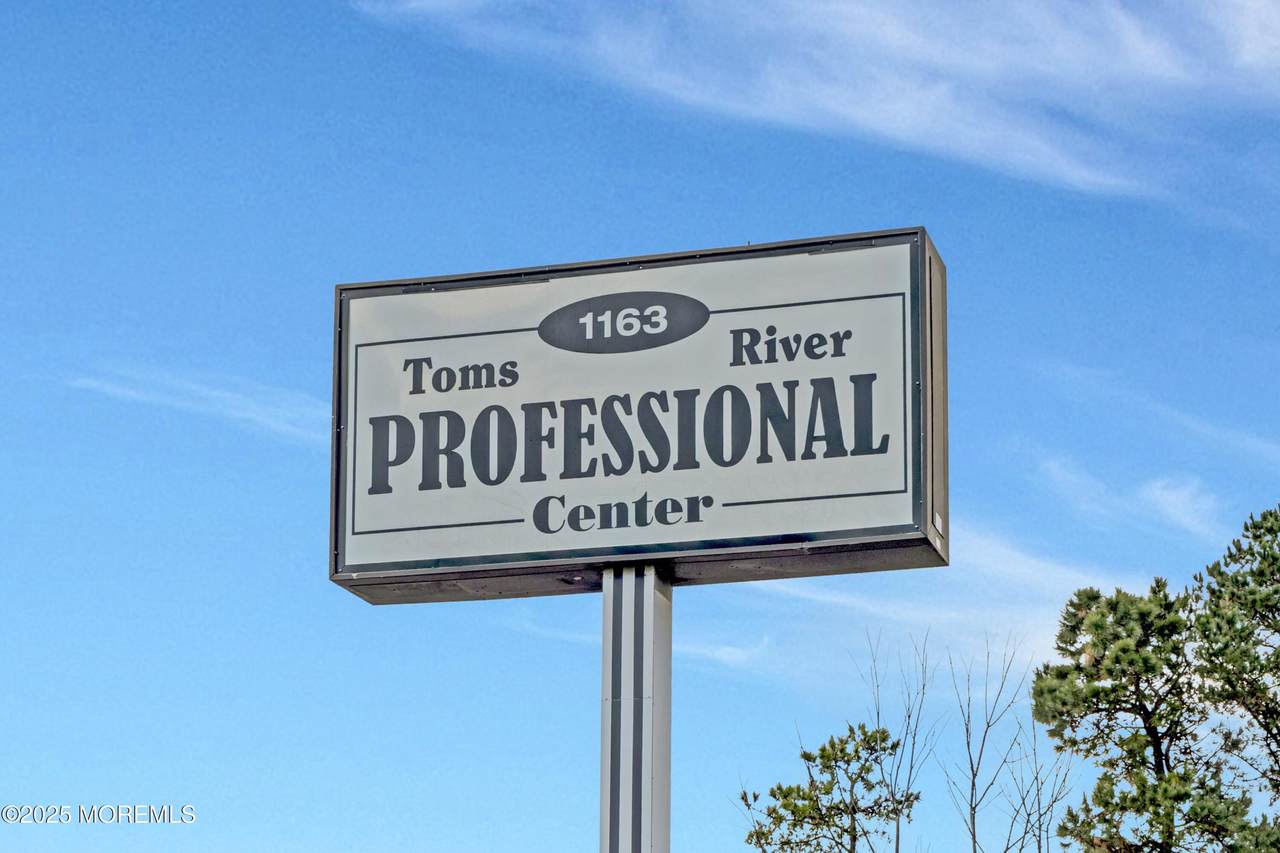 1163
Toms River
PROFESSIONAL
Center
©2025 MOREMLS